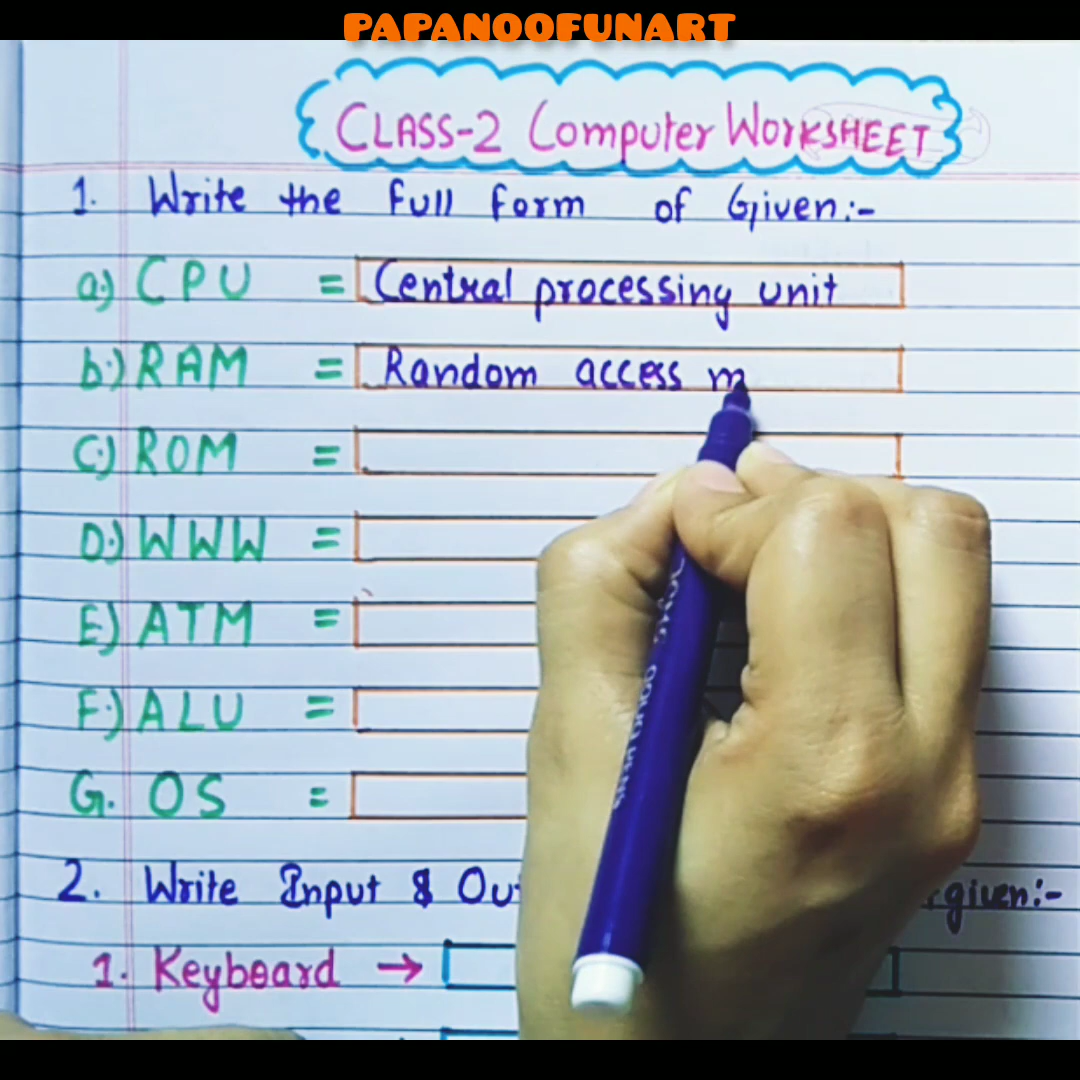 PAPANOOFUNART
CLASS-2 Computer WORKSHEET
1. Write the full form of Given:-
a.) CPU = Central processing unit
b.) RAM = Random access m
C.) ROM =
D.) WWW =
E) ATM =
F.) ALU =
G. OS =
2. Write Input & Ou given:-
1. Keyboard →